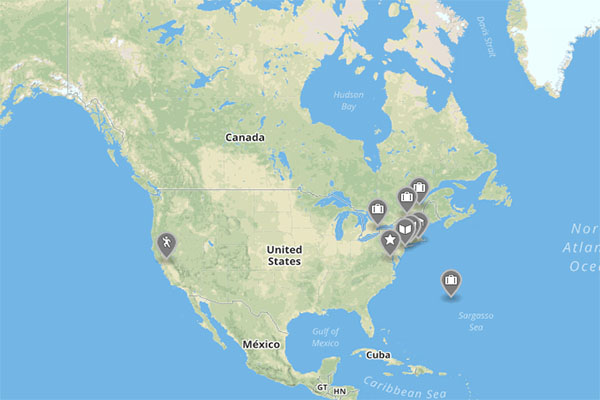 Davis Strait
Hudson
Bay
Canada
United
States
Nor
Atlan
Oce
Sargasso
Sea
Gulf of
Mexico
México
Cuba
GT
HN
Caribbean Sea